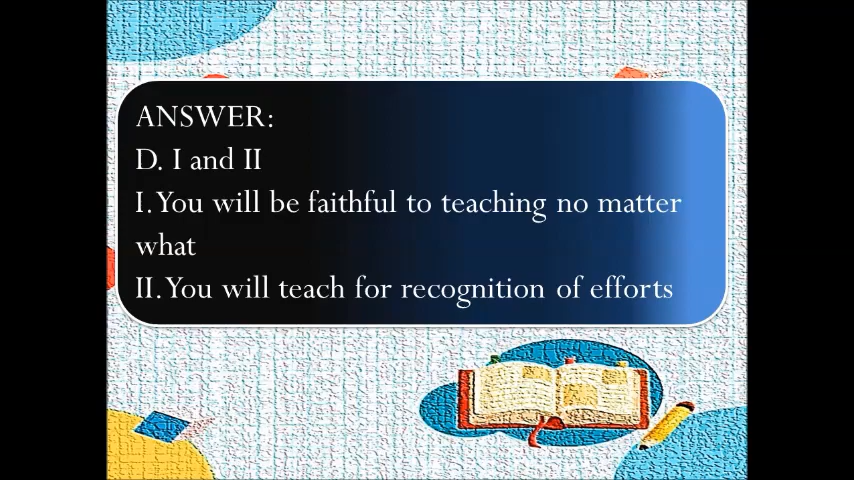 ANSWER:
D. I and II
I. You will be faithful to teaching no matter
what
II. You will teach for recognition of efforts